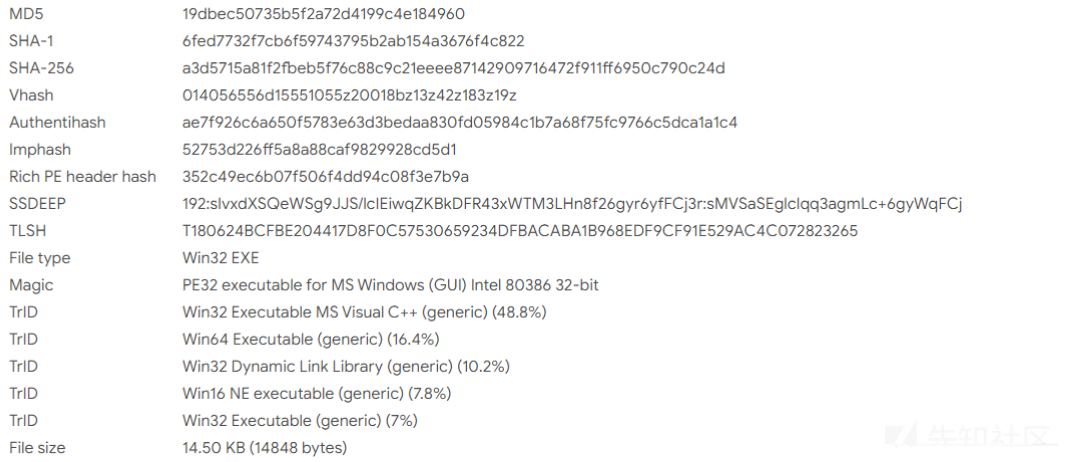 MD5 19dbec50735b5f2a72d4199c4e184960
SHA-1 6fed7732f7cb6f59743795b2ab154a3676f4c822
SHA-256 a3d5715a81f2fbeb5f76c88c9c21eeee87142909716472f911ff6950c790c24d
Vhash 014056556d15551055z20018bz13z42z183z19z
Authentihash ae7f926c6a650f5783e63d3bedaa830fd05984c1b7a68f75fc9766c5dca1a1c4
Imphash 52753d226ff5a8a88caf9829928cd5d1
Rich PE header hash 352c49ec6b07f506f4dd94c08f3e7b9a
SSDEEP 192:slvxdXSQeWSg9JJS/lcIEiwqZKBkDFR43xWTM3LHn8f26gyr6yfFCj3r:sMVSaSEglclqq3agmLc+6gyWqFCj
TLSH T180624BCFBE204417D8F0C57530659234DFBACABA1B968EDF9CF91E529AC4C072823265
File type Win32 EXE
Magic PE32 executable for MS Windows (GUI) Intel 80386 32-bit
TrID Win32 Executable MS Visual C++ (generic) (48.8%)
TrID Win64 Executable (generic) (16.4%)
TrID Win32 Dynamic Link Library (generic) (10.2%)
TrID Win16 NE executable (generic) (7.8%)
TrID Win32 Executable (generic) (7%)
File size 14.50 KB (14848 bytes)
先知社区